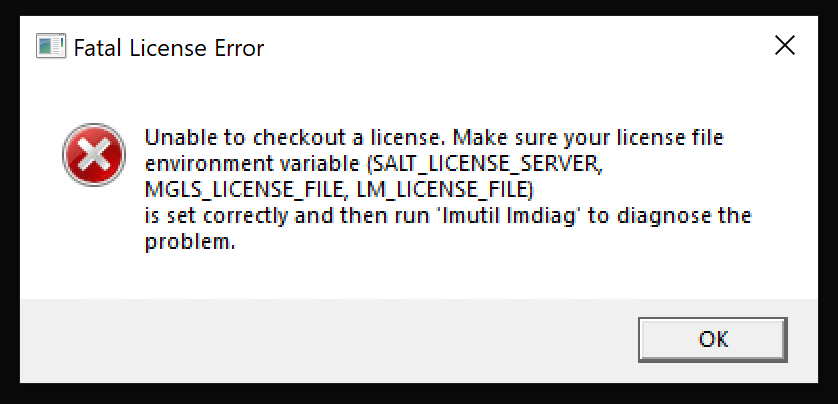 Fatal License Error
Unable to checkout a license. Make sure your license file
environment variable (SALT_LICENSE_SERVER,
MGLS_LICENSE_FILE, LM_LICENSE_FILE)
is set correctly and then run 'lmutil lmdiag' to diagnose the
problem.
OK